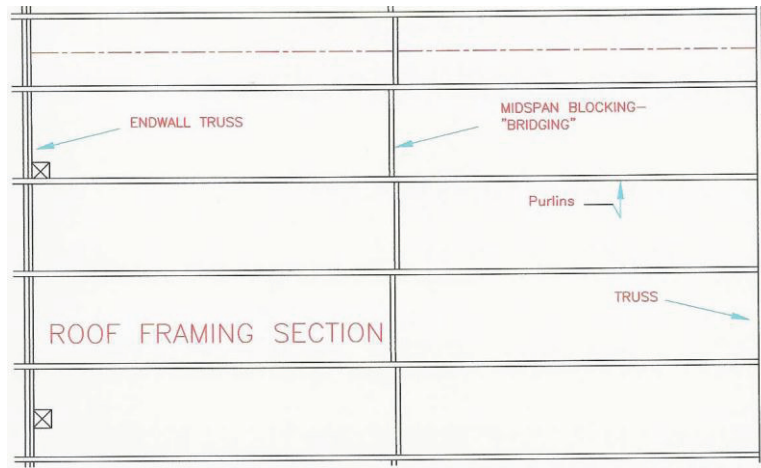 ENDWALL TRUSS
MIDSPAN BLOCKING—
"BRIDGING"
Purlins
TRUSS
ROOF FRAMING SECTION